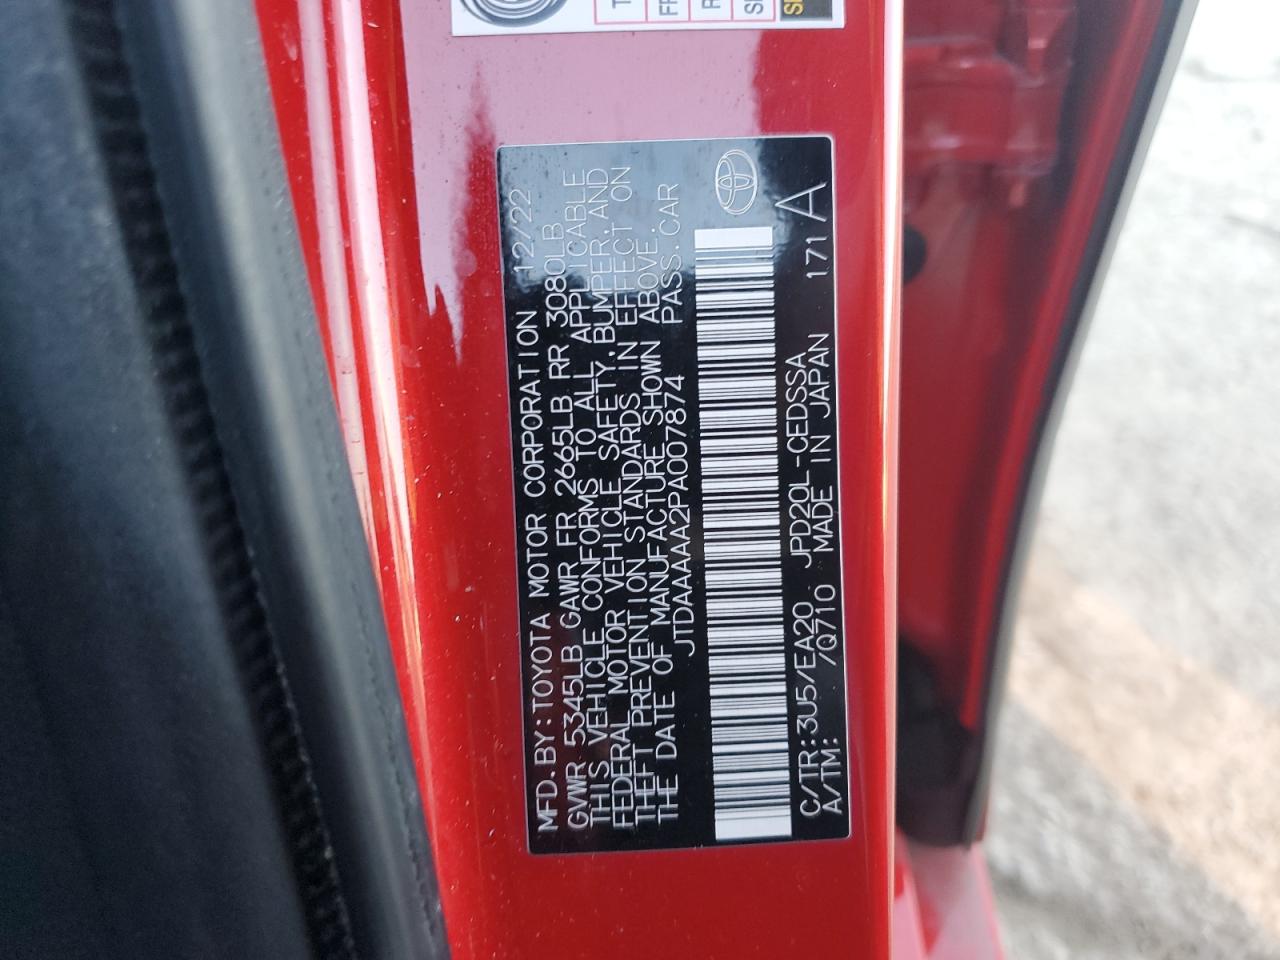 MFD.BY:TOYOTA MOTOR CORPORATION 12/22
GVWR 5345LB GAWR FR 2665LB RR 3080LB
THIS VEHICLE CONFORMS TO ALL APPLICABLE
FEDERAL MOTOR VEHICLE SAFETY,BUMPER,AND
THEFT PREVENTION STANDARDS IN EFFECT ON
THE DATE OF MANUFACTURE SHOWN ABOVE.
JTDAAAAA2PA007874 PASS.CAR
C/TR:3U5/EA20 JPD20L-CEDSSA
A/TM: /Q710 MADE IN JAPAN 171 A